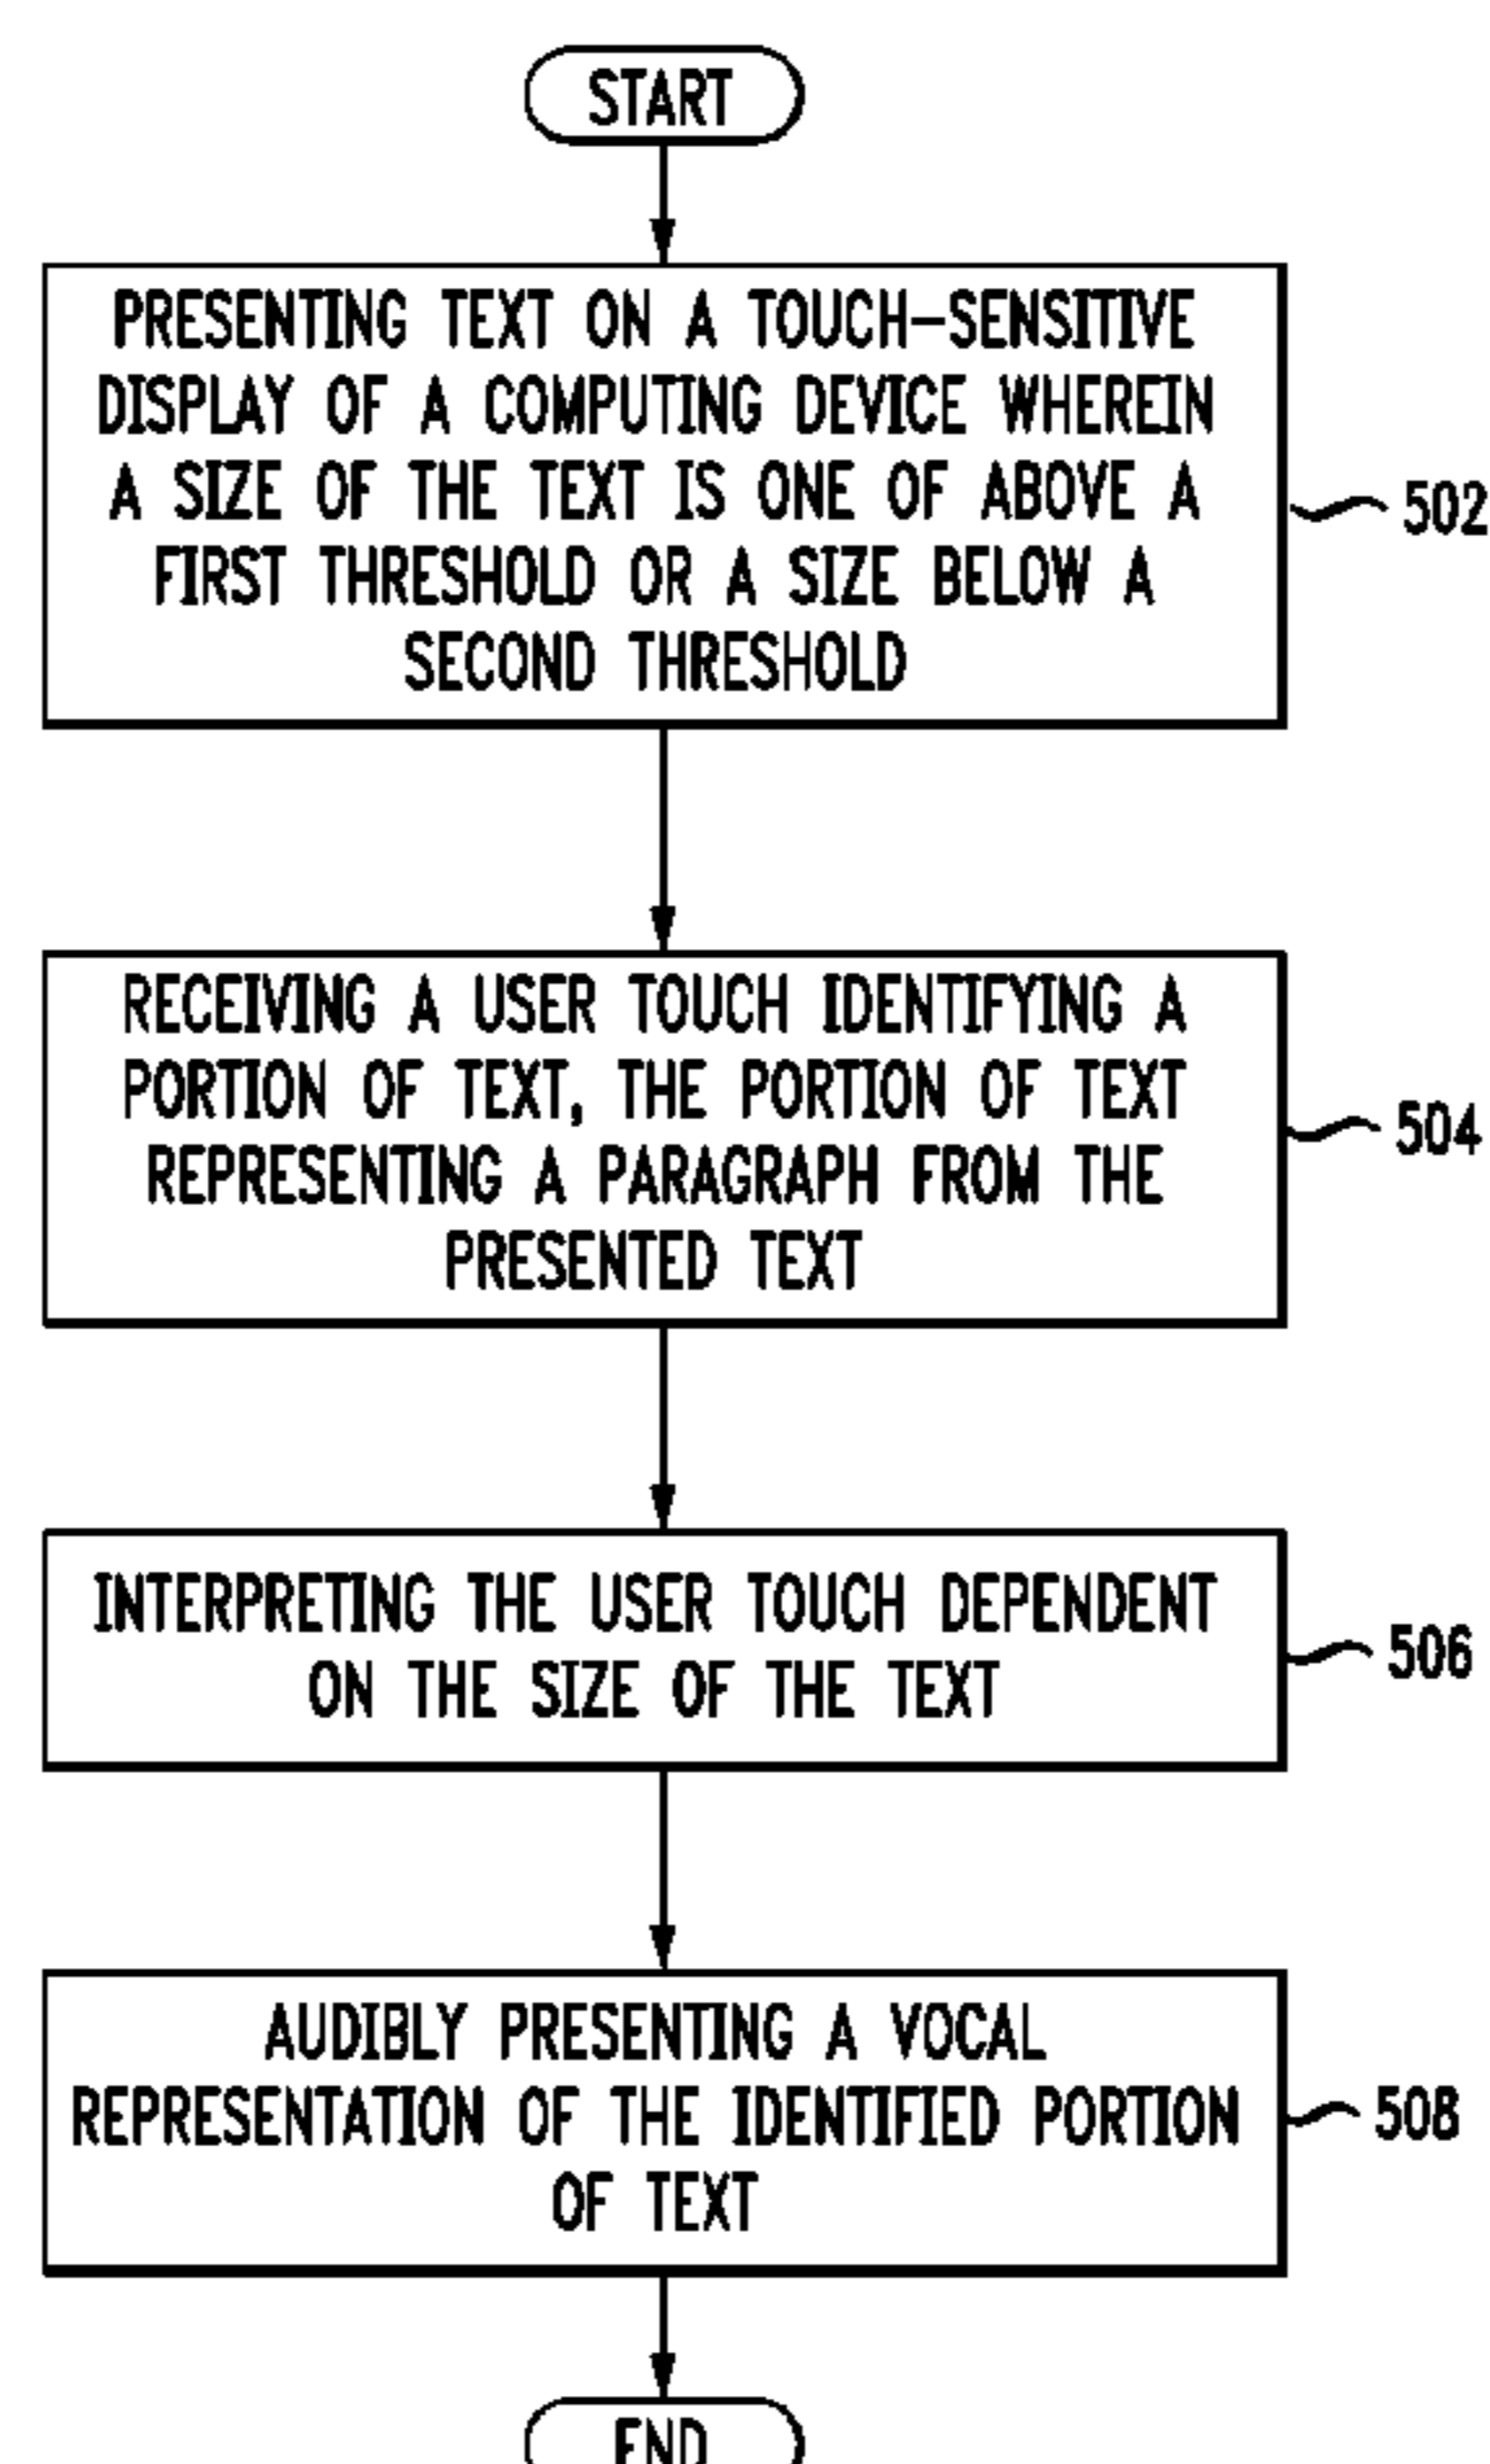 START
PRESENTING TEXT ON A TOUCH-SENSITIVE
DISPLAY OF A COMPUTING DEVICE WHEREIN
A SIZE OF THE TEXT IS ONE OF ABOVE A
FIRST THRESHOLD OR A SIZE BELOW A
SECOND THRESHOLD
502
RECEIVING A USER TOUCH IDENTIFYING A
PORTION OF TEXT, THE PORTION OF TEXT
REPRESENTING A PARAGRAPH FROM THE
PRESENTED TEXT
504
INTERPRETING THE USER TOUCH DEPENDENT
ON THE SIZE OF THE TEXT
506
AUDIBLY PRESENTING A VOCAL
REPRESENTATION OF THE IDENTIFIED PORTION
OF TEXT
508
END